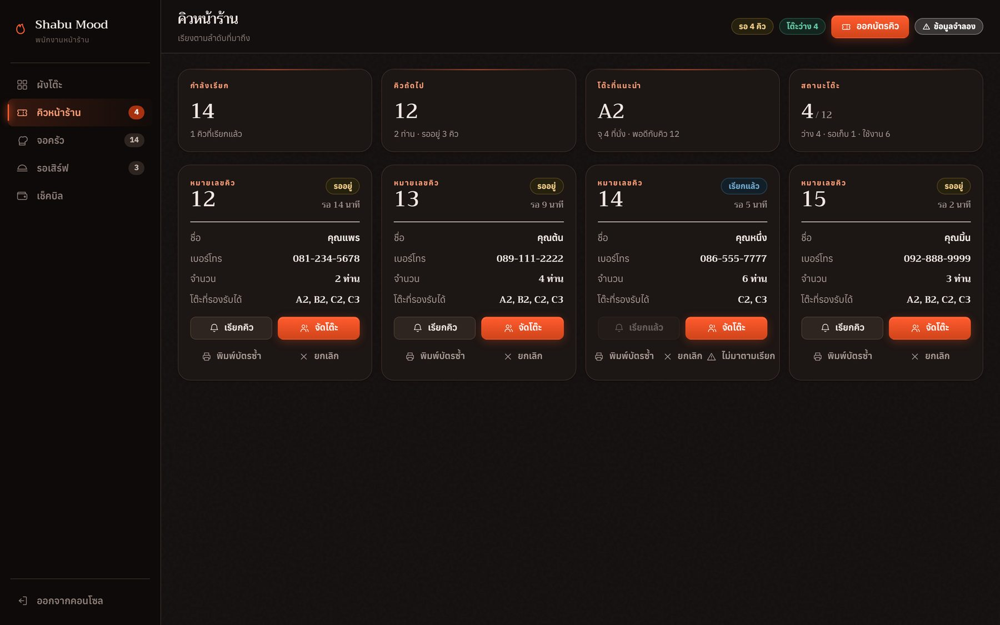 Shabu Mood
พนักงานหน้าร้าน
ผังโต๊ะ
คิวหน้าร้าน 4
จอครัว 14
รอเสิร์ฟ 3
เช็คบิล
ออกจากคอนโซล
คิวหน้าร้าน
เรียงตามลำดับที่มาถึง
รอ 4 คิว โต๊ะว่าง 4 ออกบัตรคิว ข้อมูลจำลอง
กำลังเรียก
14
1 คิวที่เรียกแล้ว
คิวถัดไป
12
2 ท่าน · รออยู่ 3 คิว
โต๊ะที่แนะนำ
A2
จุ 4 ที่นั่ง · พอดีกับคิว 12
สถานะโต๊ะ
4 / 12
ว่าง 4 · รอเก็บ 1 · ใช้งาน 6
หมายเลขคิว รออยู่
12 รอ 14 นาที
ชื่อ คุณแพร
เบอร์โทร 081-234-5678
จำนวน 2 ท่าน
โต๊ะที่รองรับได้ A2, B2, C2, C3
เรียกคิว จัดโต๊ะ
พิมพ์บัตรซ้ำ ยกเลิก
หมายเลขคิว รออยู่
13 รอ 9 นาที
ชื่อ คุณต้น
เบอร์โทร 089-111-2222
จำนวน 4 ท่าน
โต๊ะที่รองรับได้ A2, B2, C2, C3
เรียกคิว จัดโต๊ะ
พิมพ์บัตรซ้ำ ยกเลิก
หมายเลขคิว เรียกแล้ว
14 รอ 5 นาที
ชื่อ คุณหนึ่ง
เบอร์โทร 086-555-7777
จำนวน 6 ท่าน
โต๊ะที่รองรับได้ C2, C3
เรียกแล้ว จัดโต๊ะ
พิมพ์บัตรซ้ำ ยกเลิก ไม่มาตามเรียก
หมายเลขคิว รออยู่
15 รอ 2 นาที
ชื่อ คุณมิ้น
เบอร์โทร 092-888-9999
จำนวน 3 ท่าน
โต๊ะที่รองรับได้ A2, B2, C2, C3
เรียกคิว จัดโต๊ะ
พิมพ์บัตรซ้ำ ยกเลิก